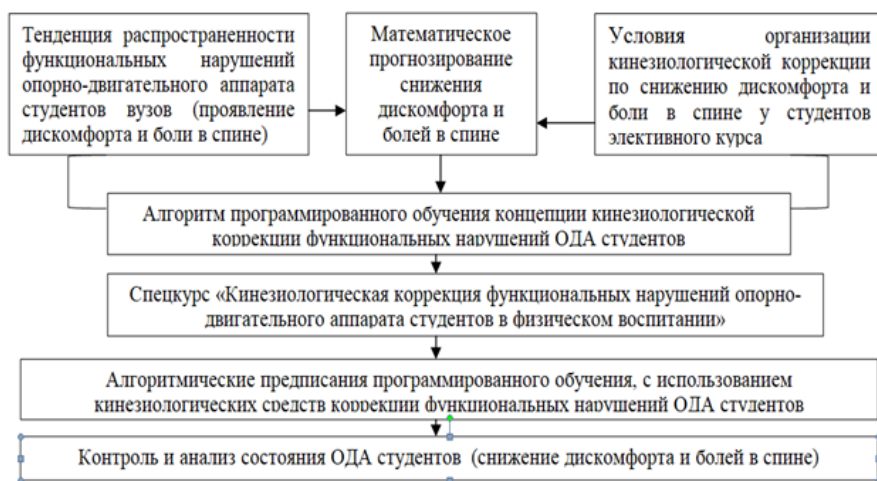 Тенденция распространенности
функциональных нарушений
опорно-двигательного аппарата
студентов вузов (проявление
дискомфорта и боли в спине)
Математическое
прогнозирование
снижения
дискомфорта и
болей в спине
Условия организации
кинезиологической коррекции
по снижению дискомфорта и
боли в спине у студентов
элективного курса
Алгоритм программированного обучения концепции кинезиологической
коррекции функциональных нарушений ОДА студентов
Спецкурс «Кинезиологическая коррекция функциональных нарушений опорно-
двигательного аппарата студентов в физическом воспитании»
Алгоритмические предписания программированного обучения, с использованием
кинезиологических средств коррекции функциональных нарушений ОДА студентов
Контроль и анализ состояния ОДА студентов (снижение дискомфорта и болей в спине)